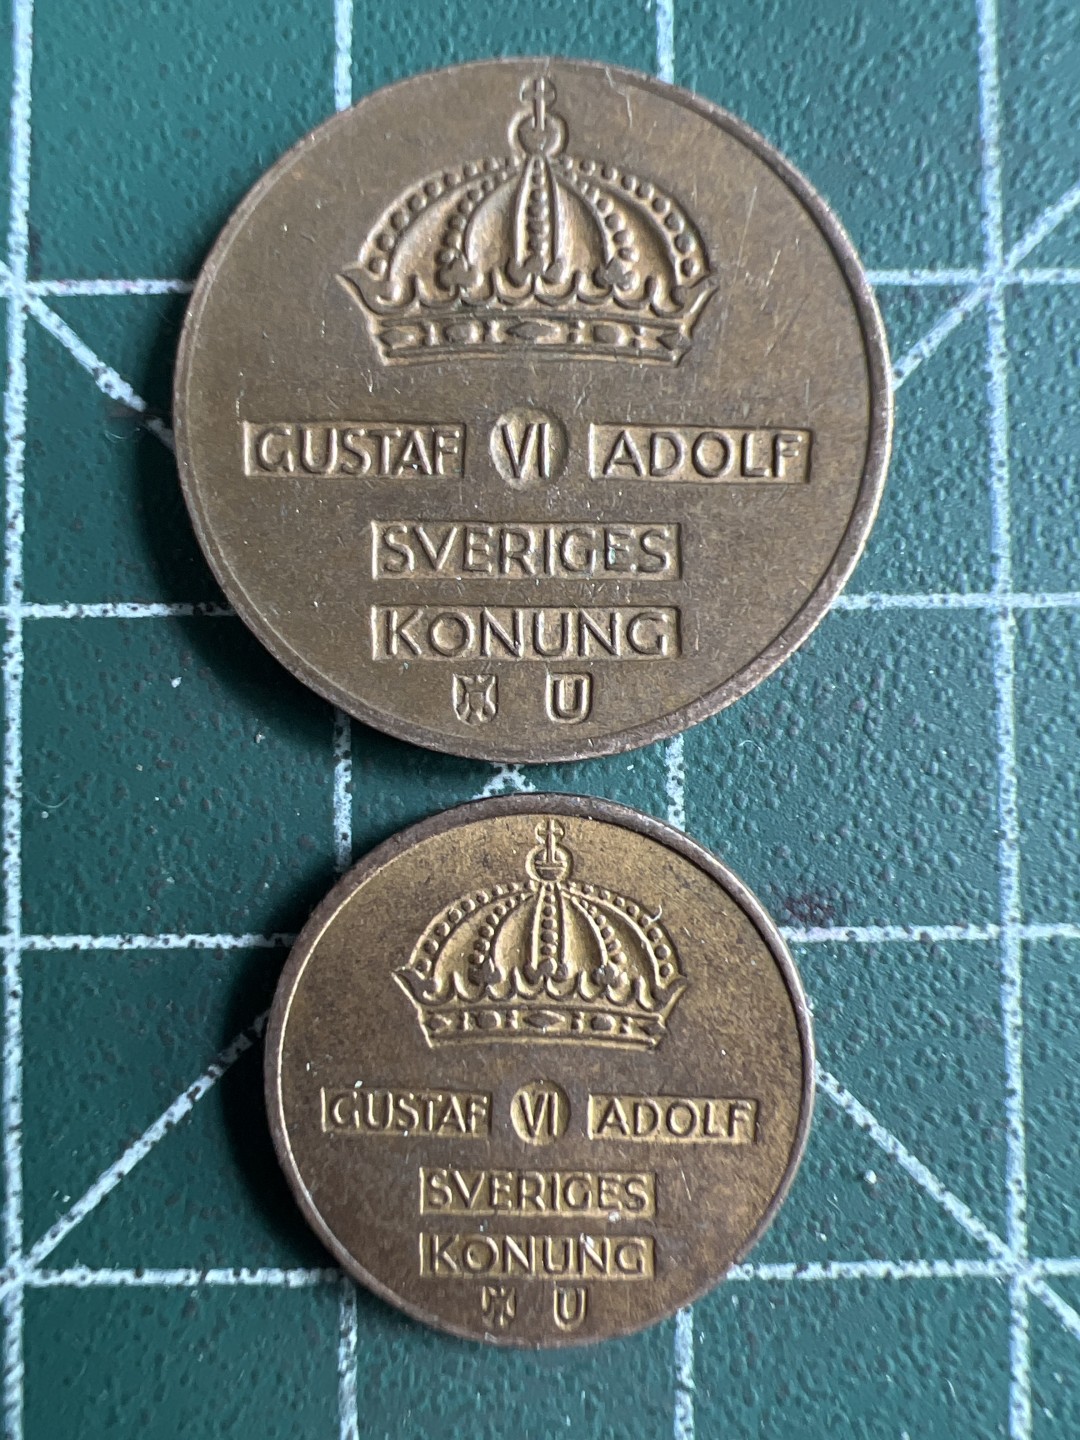 GUSTAF VI ADOLF
SVERIGES
KONUNG
U
GUSTAF VI ADOLF
SVERIGES
KONUNG
U